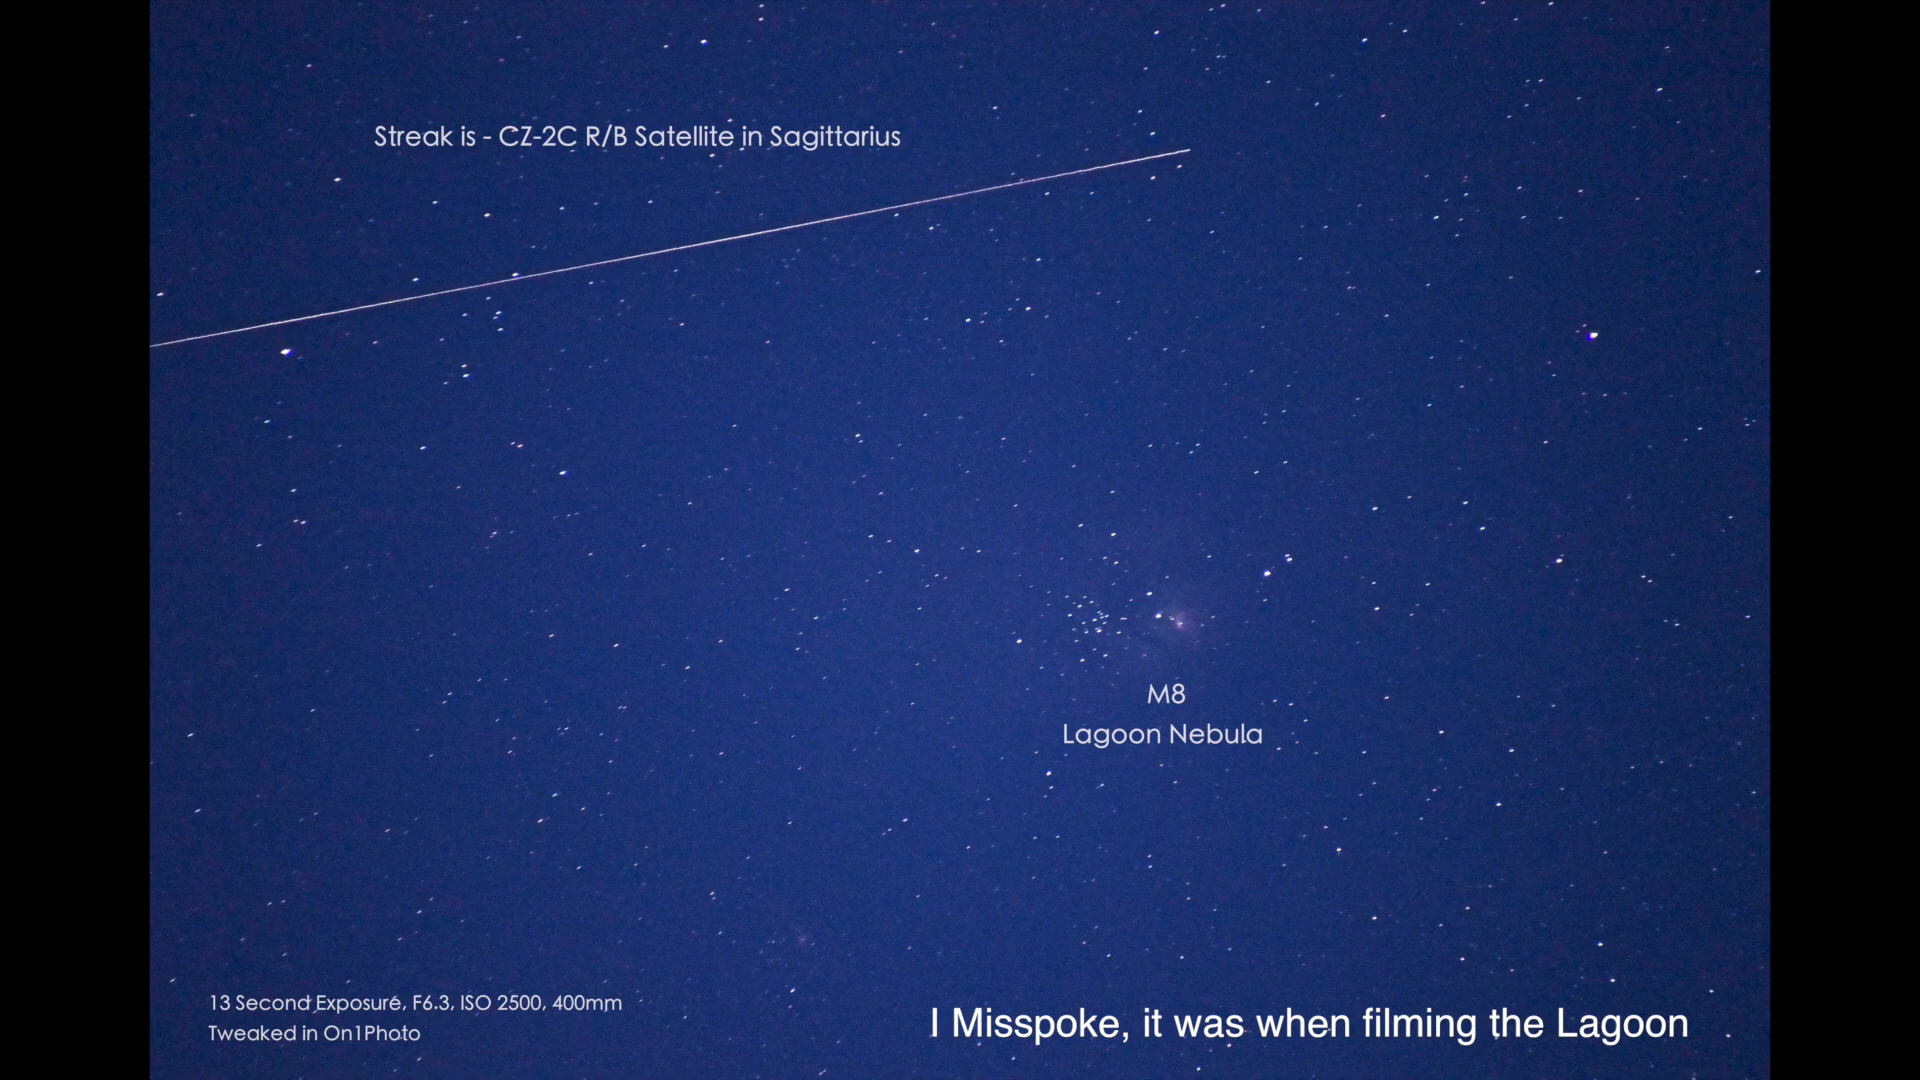 Streak is - CZ-2C R/B Satellite in Sagittarius
M8
Lagoon Nebula
13 Second Exposure, F6.3, ISO 2500, 400mm
Tweaked in On1Photo
I Misspoke, it was when filming the Lagoon